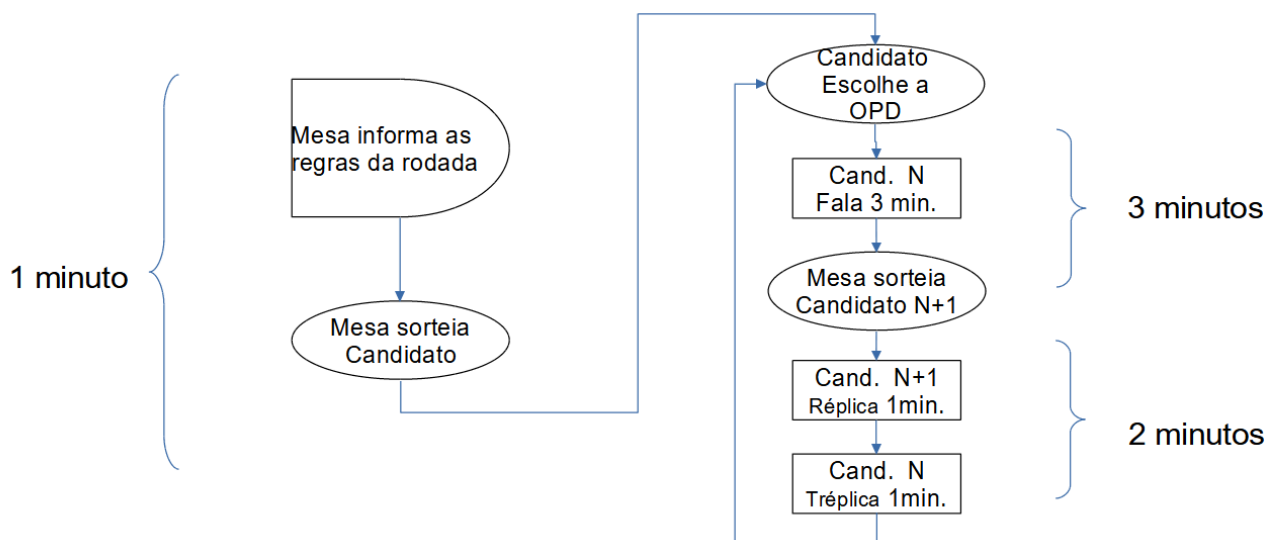 1 minuto
Mesa informa as
regras da rodada
Mesa sorteia
Candidato
Candidato
Escolhe a
OPD
Cand. N
Fala 3 min.
Mesa sorteia
Candidato N+1
3 minutos
Cand. N+1
Réplica 1min.
Cand. N
Tréplica 1min.
2 minutos